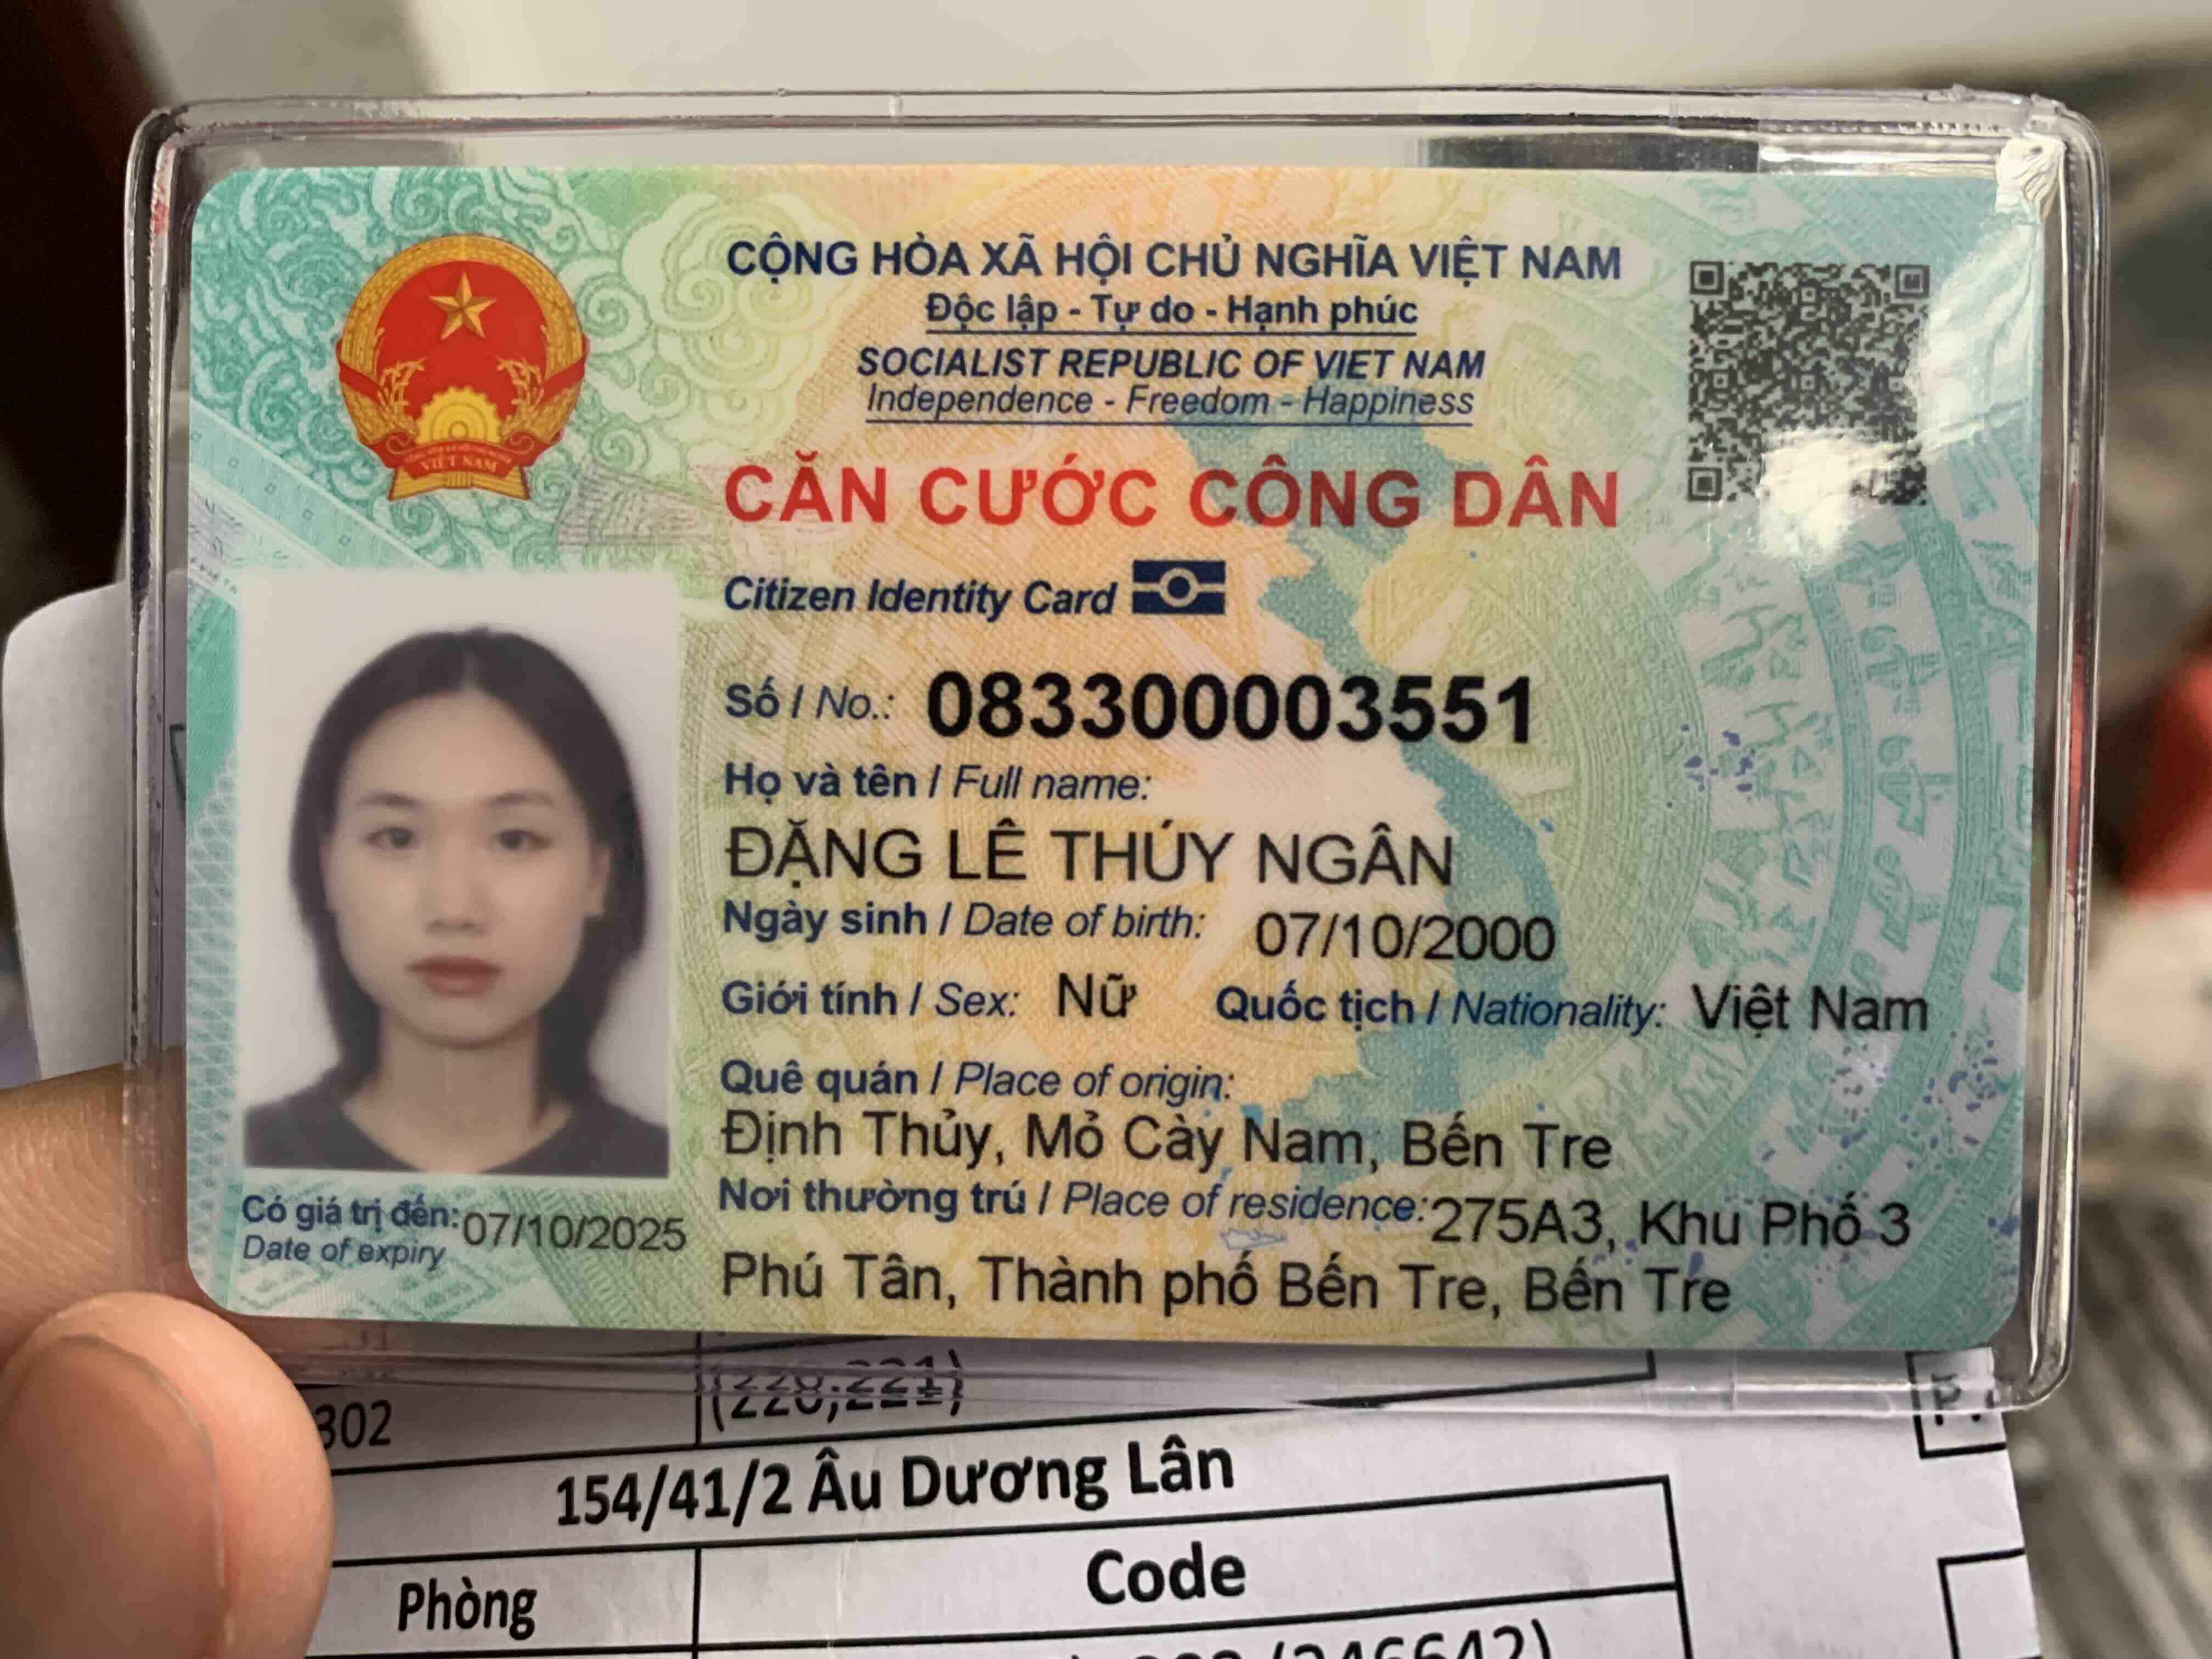 CỘNG HÒA XÃ HỘI CHỦ NGHĨA VIỆT NAM
Độc lập - Tự do - Hạnh phúc
SOCIALIST REPUBLIC OF VIET NAM
Independence - Freedom - Happiness
VIỆT NAM
CĂN CƯỚC CÔNG DÂN
Citizen Identity Card
Số / No.: 083300003551
Họ và tên / Full name:
ĐẶNG LÊ THÚY NGÂN
Ngày sinh / Date of birth: 07/10/2000
Giới tính / Sex: Nữ Quốc tịch / Nationality: Việt Nam
Quê quán / Place of origin:
Định Thủy, Mỏ Cày Nam, Bến Tre
Nơi thường trú / Place of residence: 275A3, Khu Phố 3
Phú Tân, Thành phố Bến Tre, Bến Tre
Có giá trị đến: 07/10/2025
Date of expiry
302
154/41/2 Âu Dương Lân
Phòng Code
(246642)